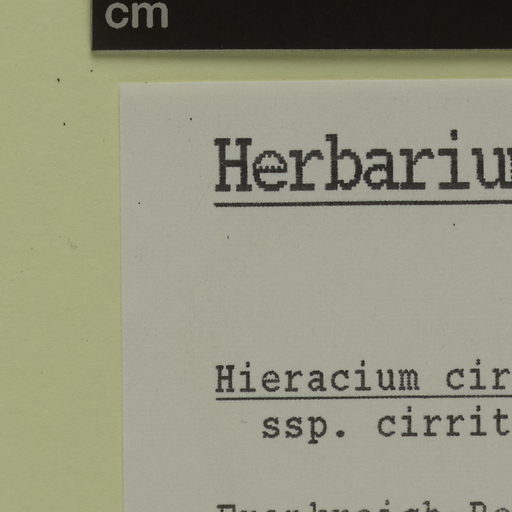 cm
Herbariu
Hieracium cir
ssp. cirrit